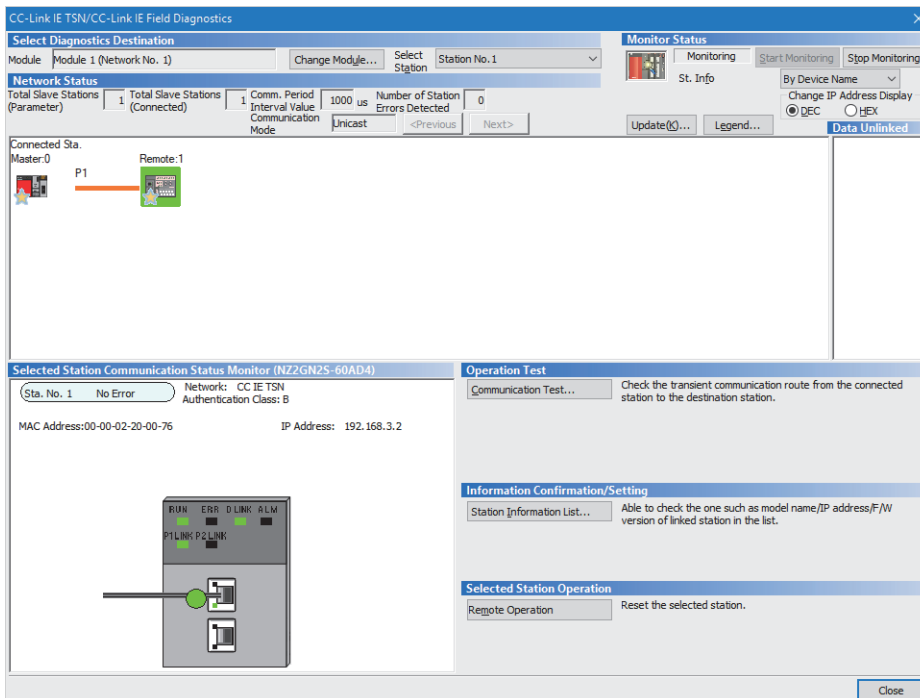 CC-Link IE TSN/CC-Link IE Field Diagnostics
Select Diagnostics Destination
Module Module 1 (Network No. 1) Change Module... Select Station Station No.1
Monitor Status
Monitoring Start Monitoring Stop Monitoring
St. Info By Device Name
Change IP Address Display
DEC HEX
Update(K)... Legend...
Network Status
Total Slave Stations (Parameter) 1 Total Slave Stations (Connected) 1 Comm. Period Interval Value 1000 us Number of Station Errors Detected 0
Communication Mode Unicast <Previous Next>
Data Unlinked
Connected Sta.
Master:0 Remote:1
P1
Selected Station Communication Status Monitor (NZ2GN2S-60AD4)
Sta. No. 1 No Error
Network: CC IE TSN
Authentication Class: B
MAC Address:00-00-02-20-00-76 IP Address: 192.168.3.2
RUN ERR D LINK ALM
P1LINK P2LINK
Operation Test
Communication Test...
Check the transient communication route from the connected
station to the destination station.
Information Confirmation/Setting
Station Information List...
Able to check the one such as model name/IP address/F/W
version of linked station in the list.
Selected Station Operation
Remote Operation
Reset the selected station.
Close